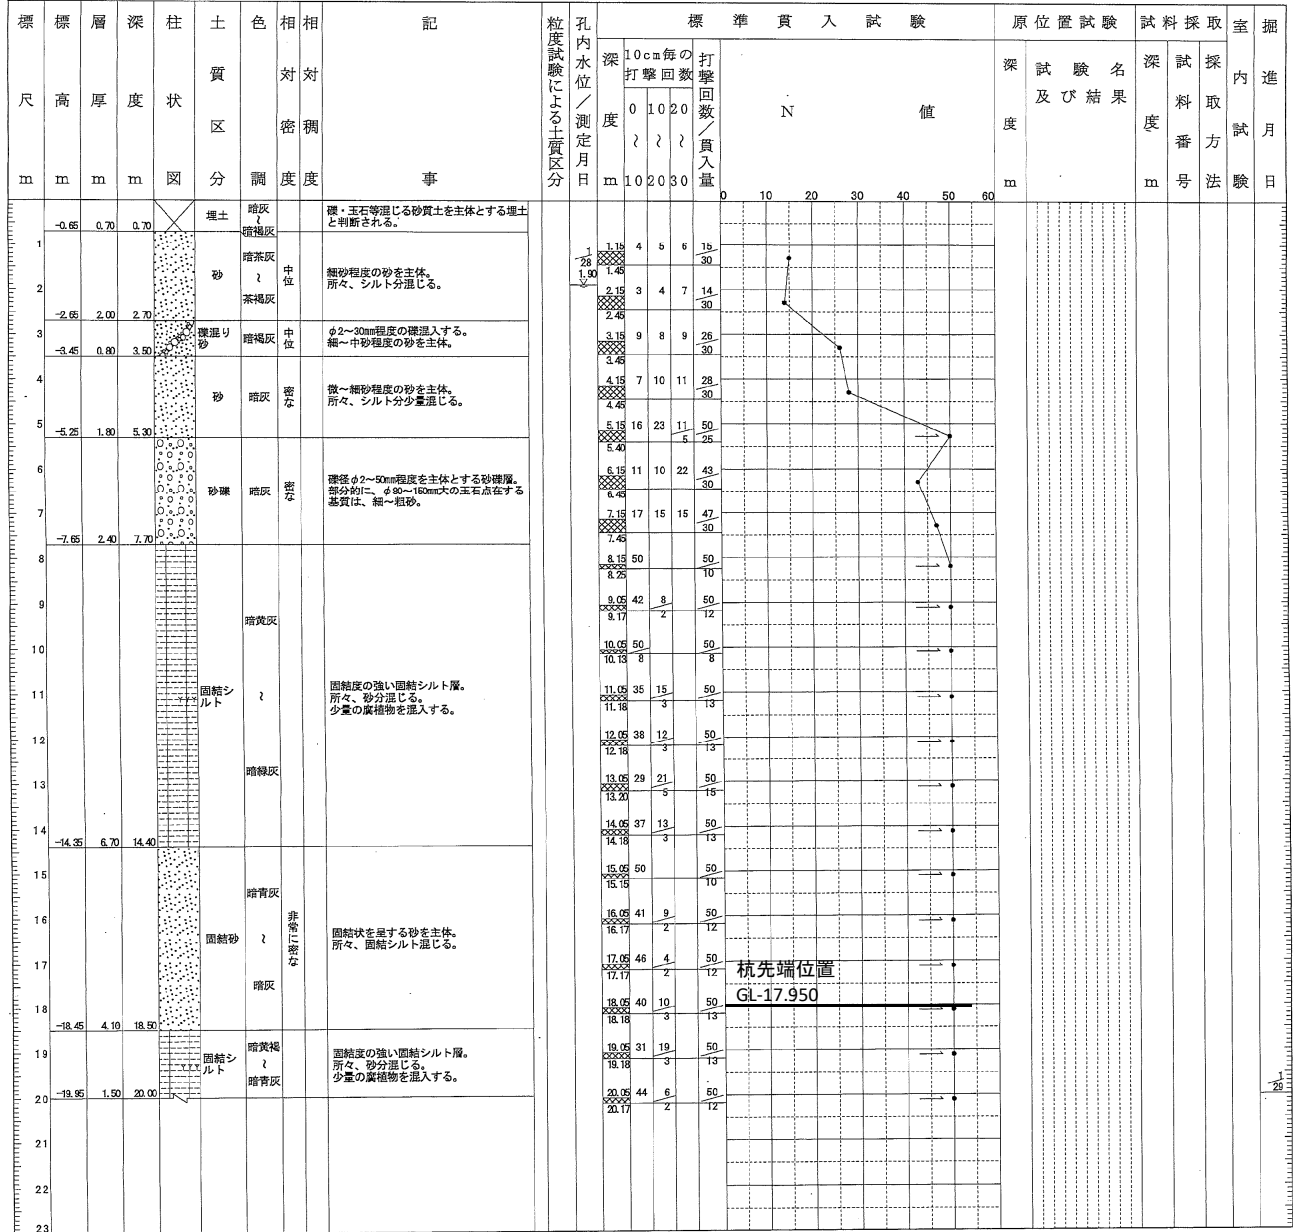 標尺 m
標高 m
層厚 m
深度 m
柱状図
土質区分
色調
相対密度
相対稠度
記事
粒度試験による土質区分
孔内水位/測定月日
標準貫入試験
深度 m
10cm毎の打撃回数
0 10 20
~ ~ ~
10 20 30
打撃回数/貫入量
N 値
0 10 20 30 40 50 60
原位置試験
深度 m
試験名及び結果
試料採取
深度 m
試料番号
採取方法
室内試験
掘進月日
-0.65 0.70 0.70 埋土 暗灰~暗褐灰
礫・玉石等混じる砂質土を主体とする埋土
と判断される。
-2.65 2.00 2.70 砂 暗茶灰~茶褐灰 中位
細砂程度の砂を主体。
所々、シルト分混じる。
-3.45 0.80 3.50 礫混り砂 暗褐灰 中位
φ2~30mm程度の礫混入する。
細~中砂程度の砂を主体。
-5.25 1.80 5.30 砂 暗灰 密な
微~細砂程度の砂を主体。
所々、シルト分少量混じる。
-7.65 2.40 7.70 砂礫 暗灰 密な
礫径φ2~50mm程度を主体とする砂礫層。
部分的に、φ90~150mm大の玉石点在する
基質は、細~粗砂。
-14.35 6.70 14.40 固結シルト 暗黄灰~暗緑灰
固結度の強い固結シルト層。
所々、砂分混じる。
少量の腐植物を混入する。
-18.45 4.10 18.50 固結砂 暗青灰~暗灰 非常に密な
固結状を呈する砂を主体。
所々、固結シルト混じる。
-19.95 1.50 20.00 固結シルト 暗黄褐~暗青灰
固結度の強い固結シルト層。
所々、砂分混じる。
少量の腐植物を混入する。
1
2
3
4
5
6
7
8
9
10
11
12
13
14
15
16
17
18
19
20
21
22
23
1/28
1.90
1.15 4 5 6 15/30
1.45
2.15 3 4 7 14/30
2.45
3.15 9 8 9 26/30
3.45
4.15 7 10 11 28/30
4.45
5.15 16 23 11/5 50/25
5.40
6.15 11 10 22 43/30
6.45
7.15 17 15 15 47/30
7.45
8.15 50 50/10
8.25
9.05 42 8/2 50/12
9.17
10.05 50/8 50/8
10.13
11.05 35 15/3 50/13
11.18
12.05 38 12/3 50/13
12.18
13.05 29 21/5 50/15
13.20
14.05 37 13/3 50/13
14.18
15.05 50 50/10
15.15
16.05 41 9/2 50/12
16.17
17.05 46 4/2 50/12
17.17
杭先端位置
GL-17.950
18.05 40 10/3 50/13
18.18
19.05 31 19/3 50/13
19.18
20.05 44 6/2 50/12
20.17
1/29